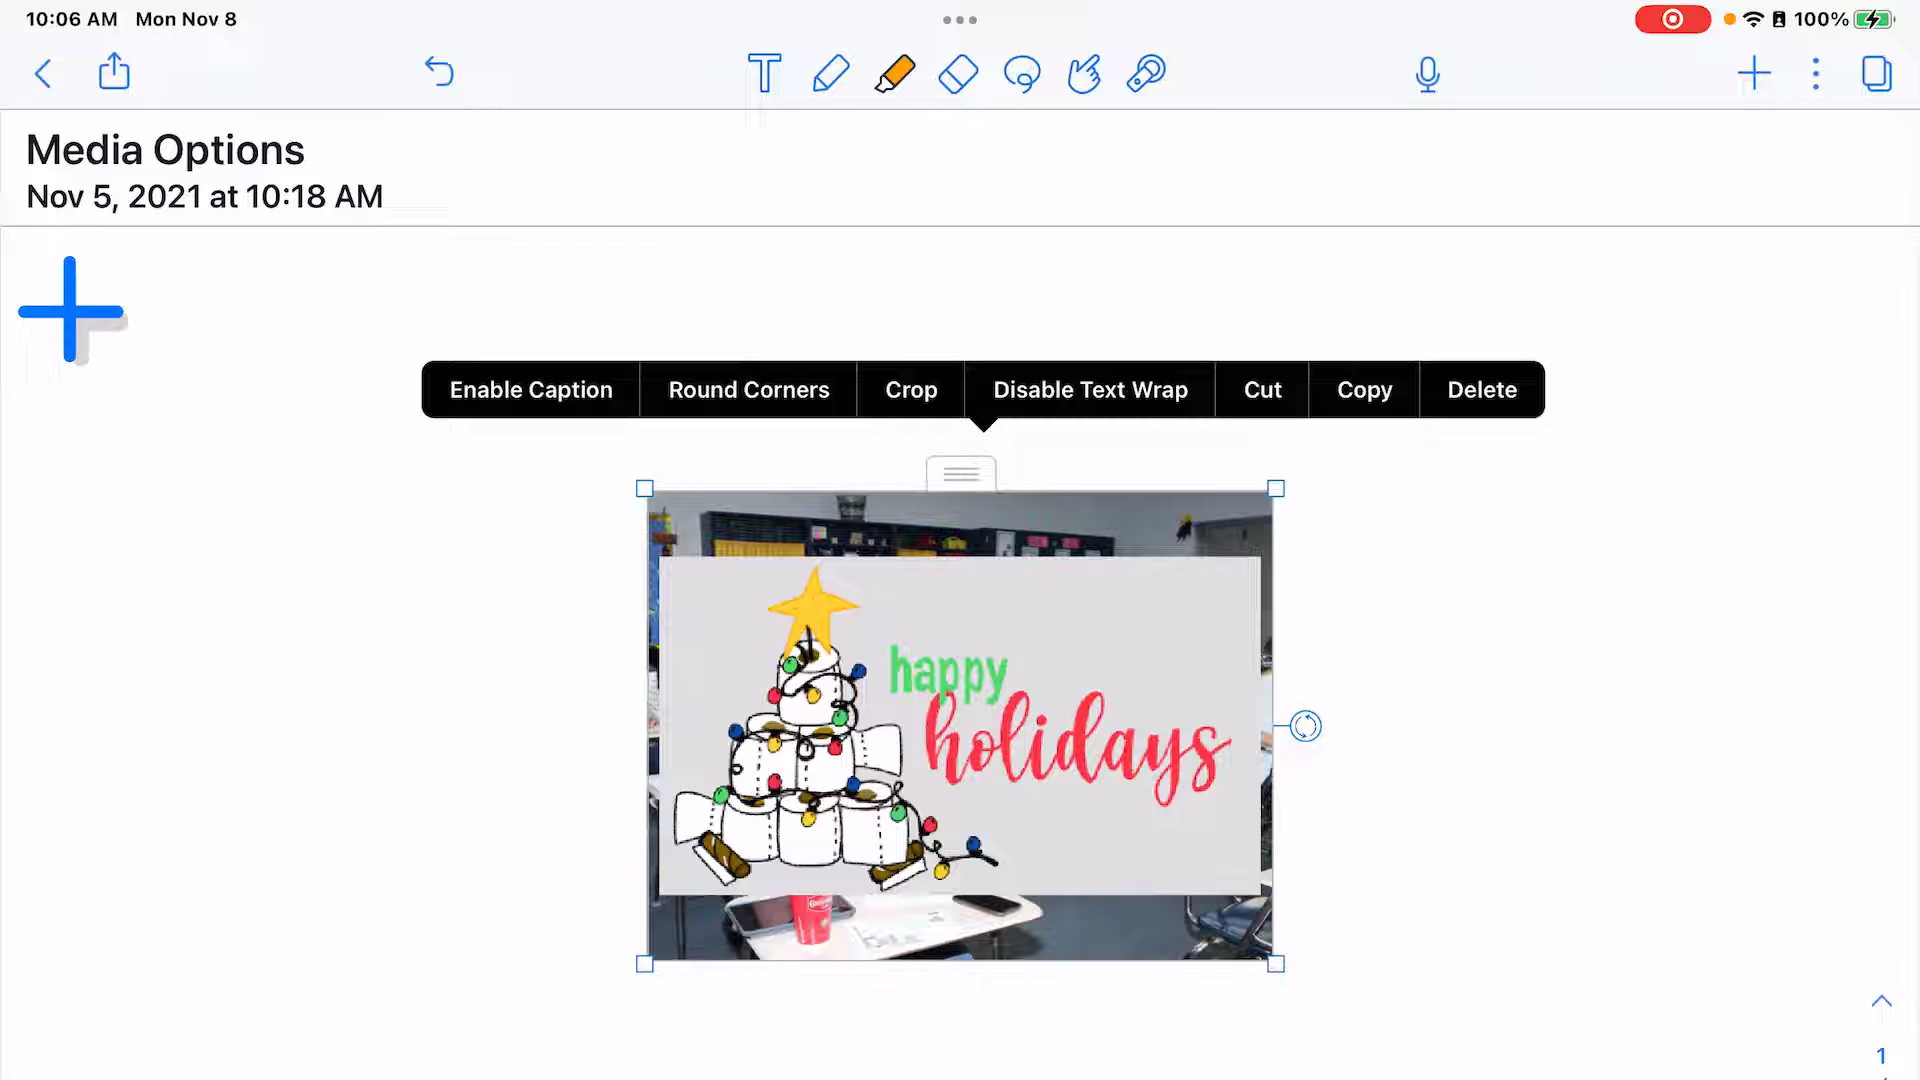 10:06 AM Mon Nov 8
100%
T
Media Options
Nov 5, 2021 at 10:18 AM
Enable Caption Round Corners Crop Disable Text Wrap Cut Copy Delete
happy
holidays
1